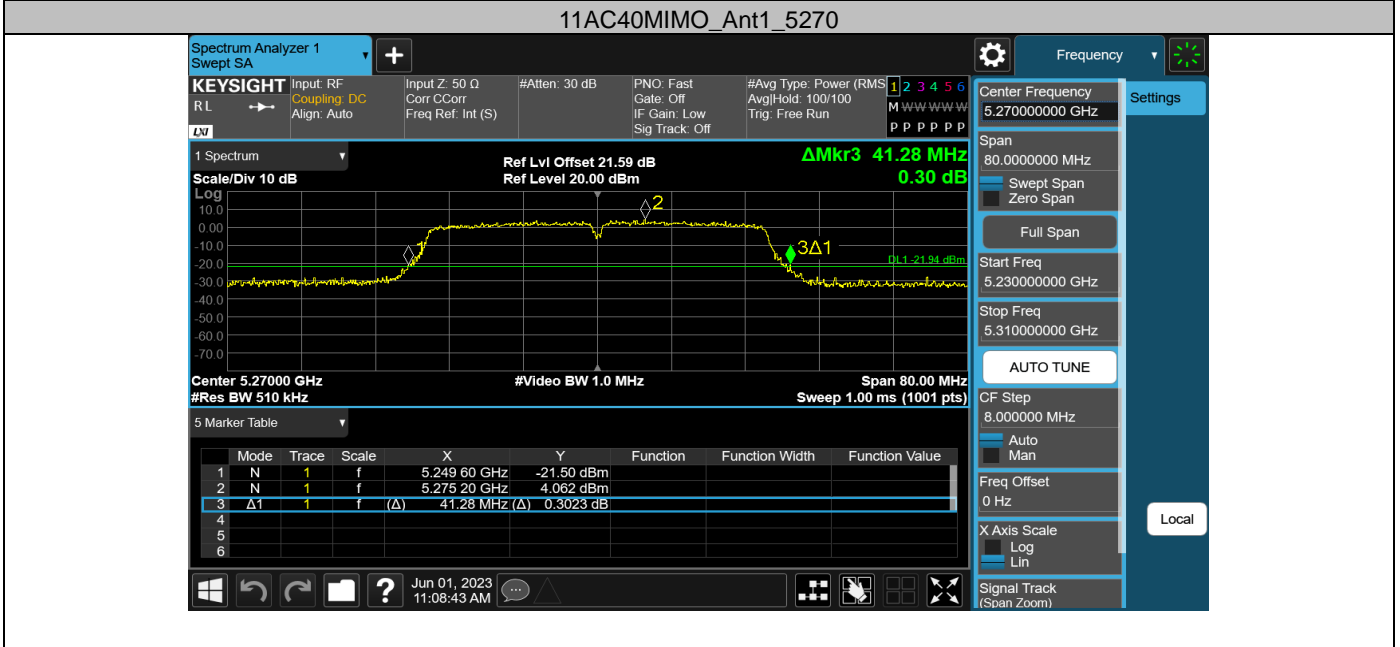 11AC40MIMO_Ant1_5270
Spectrum Analyzer 1
Swept SA
Frequency
KEYSIGHT
RL
LXI
Input: RF
Coupling: DC
Align: Auto
Input Z: 50 Ω
Corr CCorr
Freq Ref: Int (S)
#Atten: 30 dB
PNO: Fast
Gate: Off
IF Gain: Low
Sig Track: Off
#Avg Type: Power (RMS
Avg|Hold: 100/100
Trig: Free Run
1 2 3 4 5 6
M W W W W W
P P P P P P
1 Spectrum
Scale/Div 10 dB
Ref Lvl Offset 21.59 dB
Ref Level 20.00 dBm
ΔMkr3 41.28 MHz
0.30 dB
Log
10.0
0.00
-10.0
-20.0
-30.0
-40.0
-50.0
-60.0
-70.0
1
2
3Δ1
DL1 -21.94 dBm
Center 5.27000 GHz
#Video BW 1.0 MHz
Span 80.00 MHz
#Res BW 510 kHz
Sweep 1.00 ms (1001 pts)
5 Marker Table
Mode Trace Scale X Y Function Function Width Function Value
1 N 1 f 5.249 60 GHz -21.50 dBm
2 N 1 f 5.275 20 GHz 4.062 dBm
3 Δ1 1 f (Δ) 41.28 MHz (Δ) 0.3023 dB
4
5
6
Jun 01, 2023
11:08:43 AM
Center Frequency
5.270000000 GHz
Span
80.0000000 MHz
Swept Span
Zero Span
Full Span
Start Freq
5.230000000 GHz
Stop Freq
5.310000000 GHz
AUTO TUNE
CF Step
8.000000 MHz
Auto
Man
Freq Offset
0 Hz
X Axis Scale
Log
Lin
Signal Track
(Span Zoom)
Settings
Local